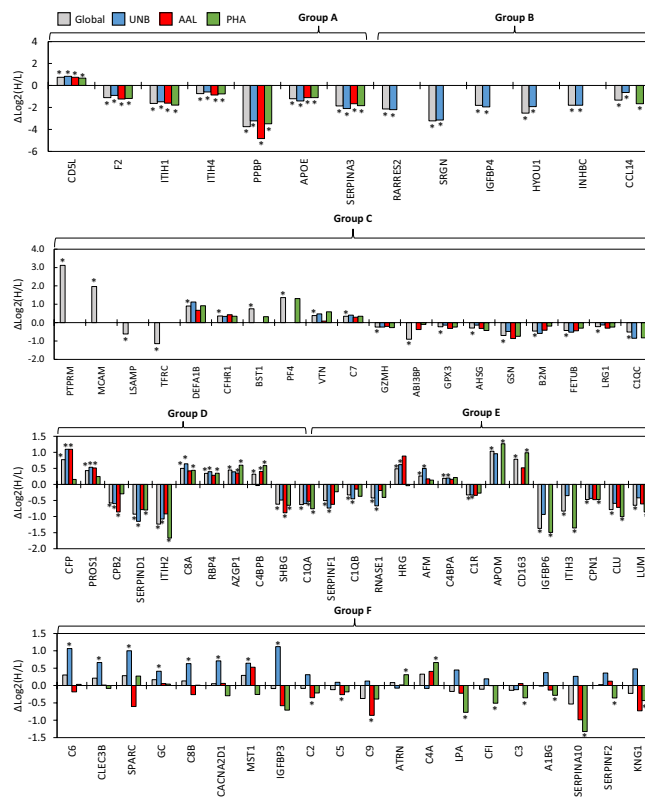 Group A Group B
Global UNB AAL PHA
ΔLog2(H/L)
4
2
0
-2
-4
-6
CD5L F2 ITIH1 ITIH4 PPBP APOE SERPINA3 RARRES2 SRGN IGFBP4 HYOU1 INHBC CCL14
Group C
ΔLog2(H/L)
4.0
3.0
2.0
1.0
0.0
-1.0
-2.0
PTPRM MCAM LSAMP TFRC DEFA1B CFHR1 BST1 PF4 VTN C7 GZMH ABI3BP GPX3 AHSG GSN B2M FETUB LRG1 C1QC
Group D Group E
ΔLog2(H/L)
1.5
1.0
0.5
0.0
-0.5
-1.0
-1.5
-2.0
CFP PROS1 CPB2 SERPIND1 ITIH2 C8A RBP4 AZGP1 C4BPB SHBG C1QA SERPINF1 C1QB RNASE1 HRG AFM C4BPA C1R APOM CD163 IGFBP6 ITIH3 CPN1 CLU LUM
Group F
ΔLog2(H/L)
1.5
1.0
0.5
0.0
-0.5
-1.0
-1.5
C6 CLEC3B SPARC GC C8B CACNA2D1 MST1 IGFBP3 C2 C5 C9 ATRN C4A LPA CFI C3 A1BG SERPINA10 SERPINF2 KNG1